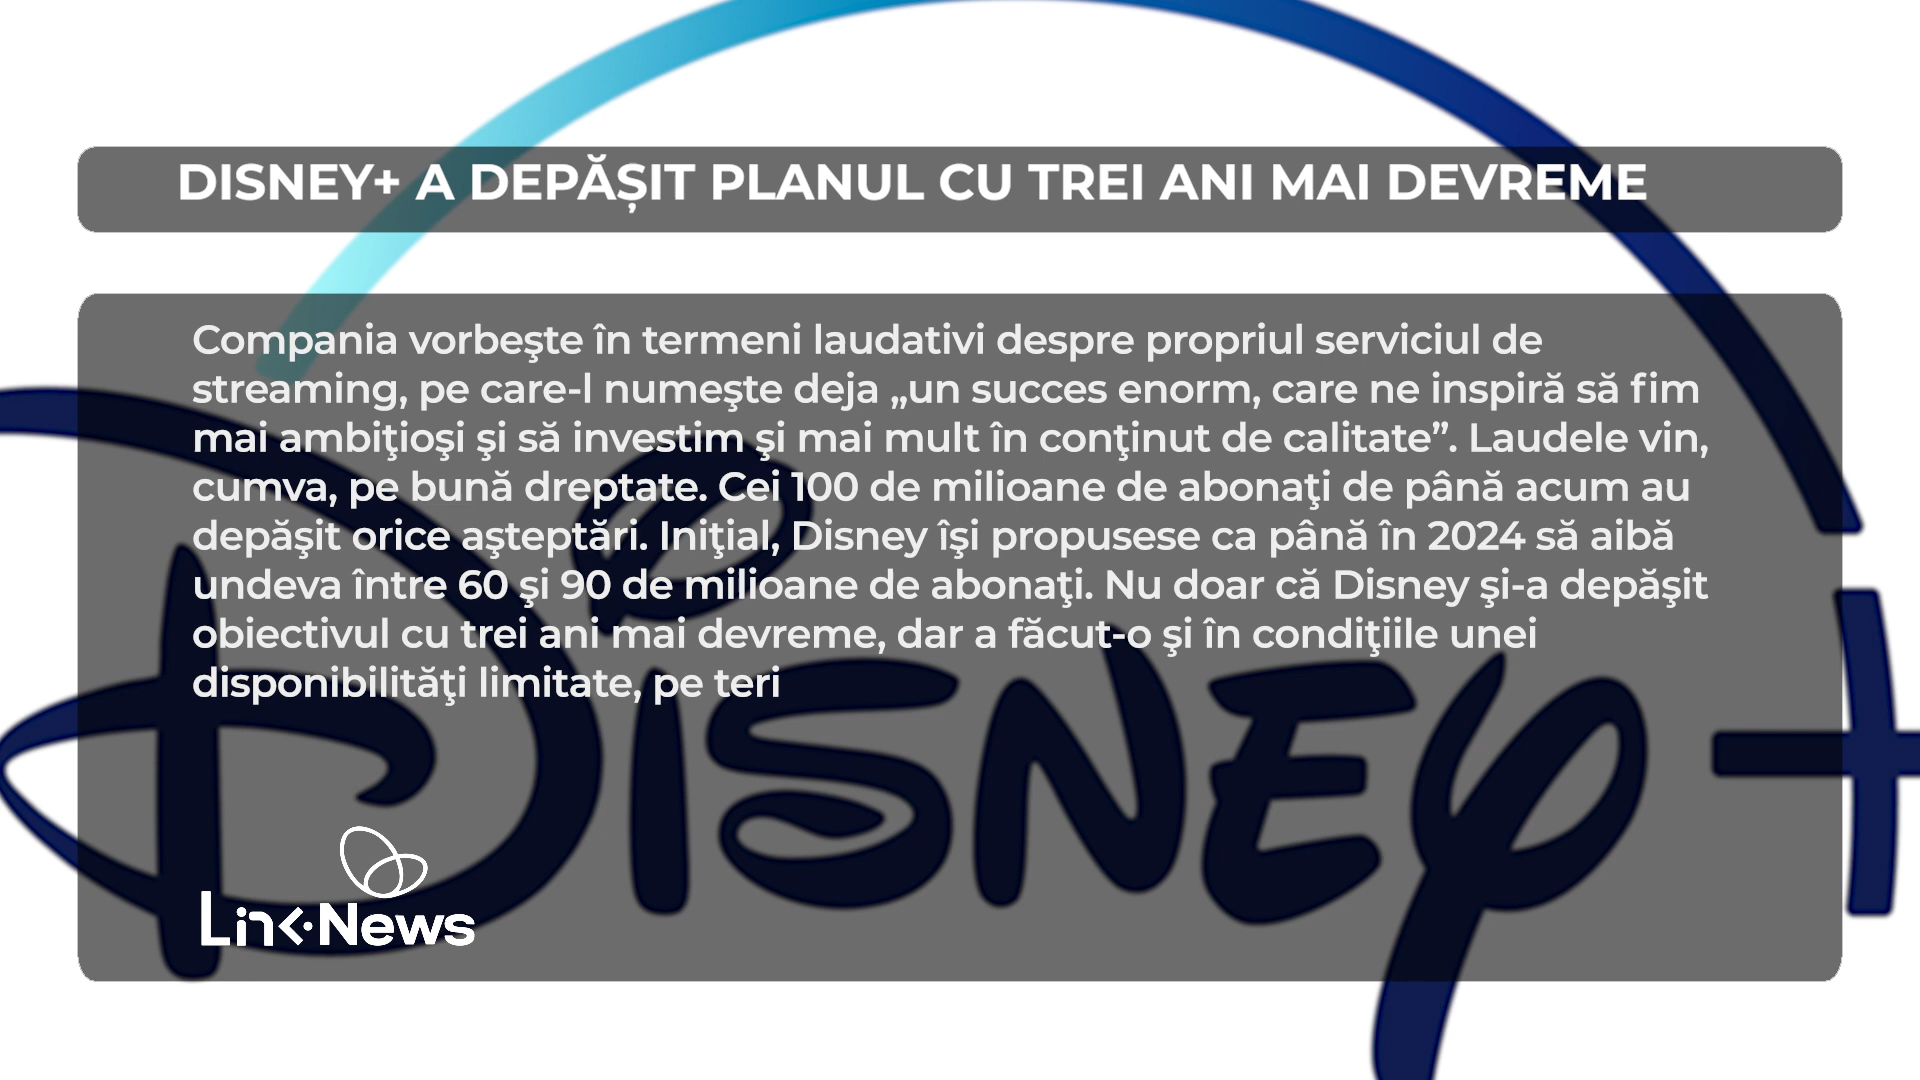 DISNEY+ A DEPĂȘIT PLANUL CU TREI ANI MAI DEVREME
Compania vorbeşte în termeni laudativi despre propriul serviciul de
streaming, pe care-l numeşte deja „un succes enorm, care ne inspiră să fim
mai ambiţioşi şi să investim şi mai mult în conţinut de calitate”. Laudele vin,
cumva, pe bună dreptate. Cei 100 de milioane de abonaţi de până acum au
depăşit orice aşteptări. Iniţial, Disney îşi propusese ca până în 2024 să aibă
undeva între 60 şi 90 de milioane de abonaţi. Nu doar că Disney şi-a depăşit
obiectivul cu trei ani mai devreme, dar a făcut-o şi în condiţiile unei
disponibilităţi limitate, pe teri
Disney+
Link News